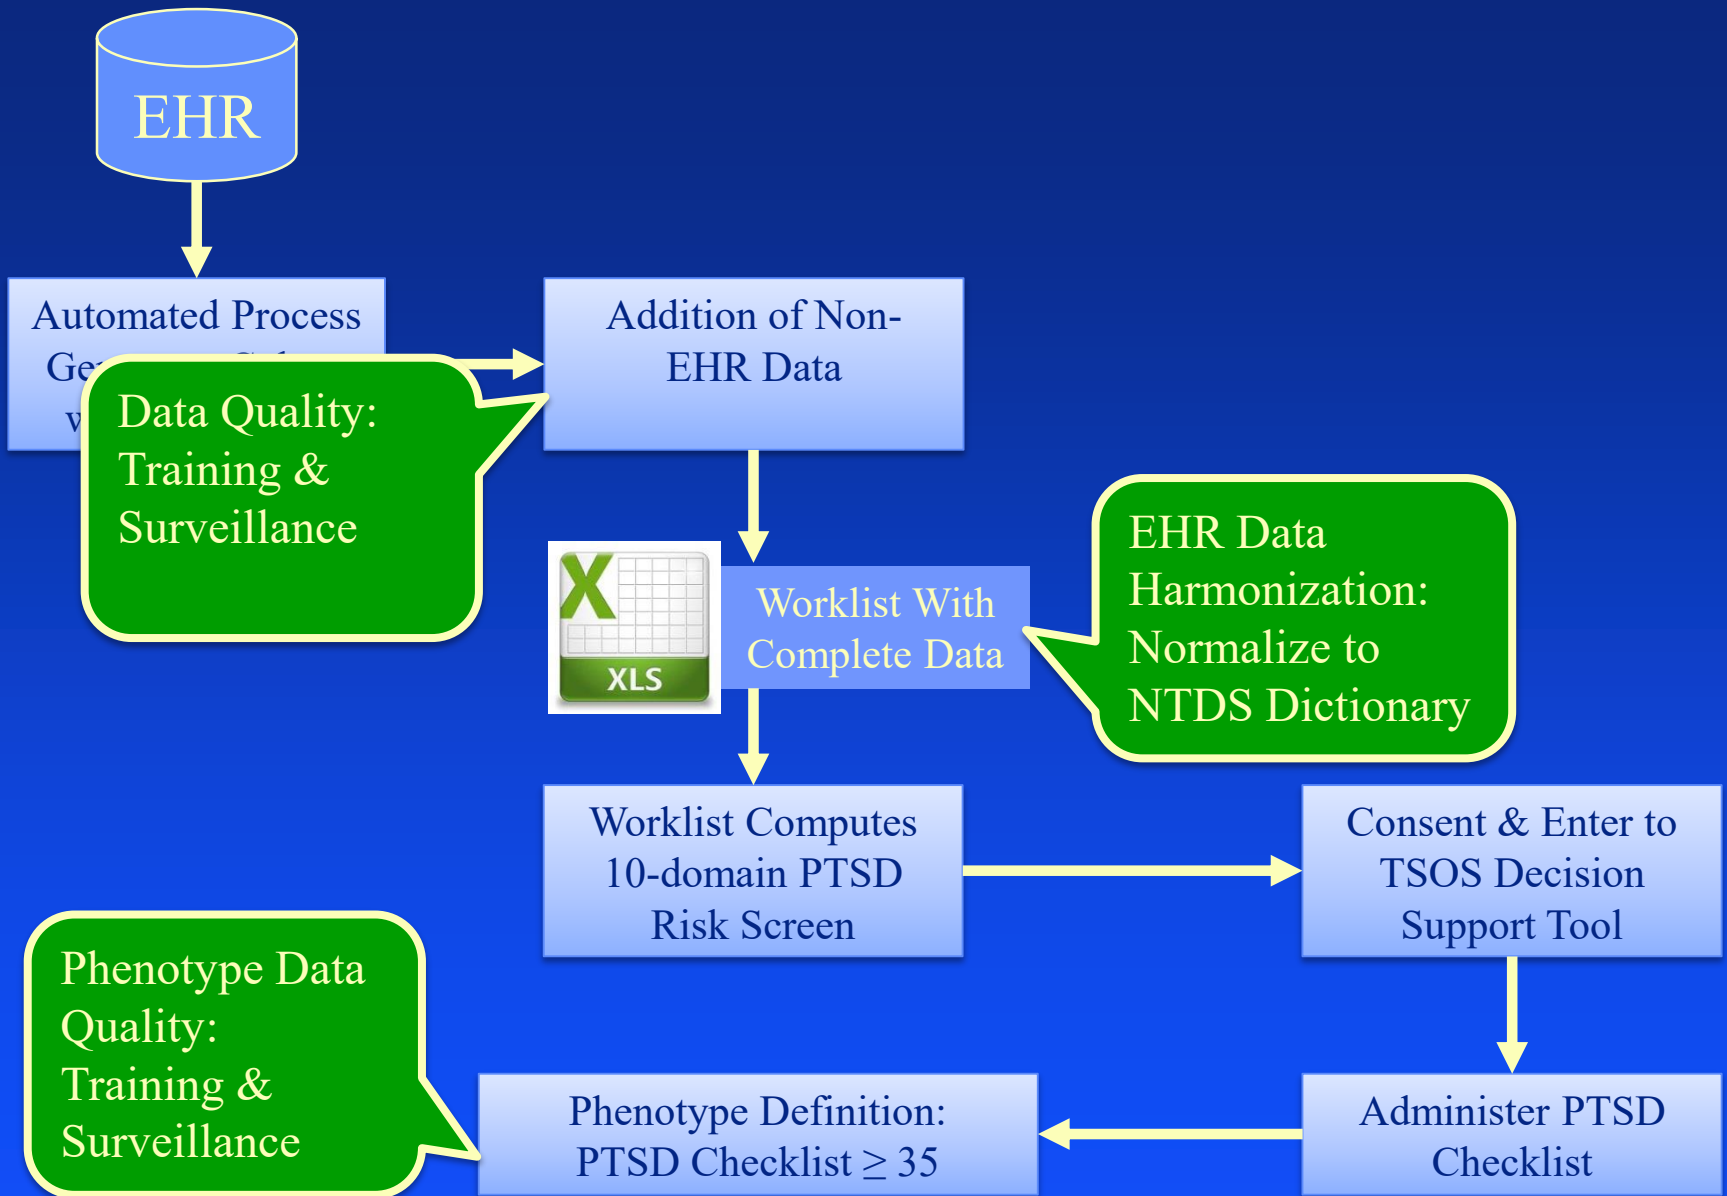 EHR
Automated Process
Addition of Non-
EHR Data
Data Quality:
Training &
Surveillance
X
XLS
Worklist With
Complete Data
EHR Data
Harmonization:
Normalize to
NTDS Dictionary
Worklist Computes
10-domain PTSD
Risk Screen
Consent & Enter to
TSOS Decision
Support Tool
Phenotype Data
Quality:
Training &
Surveillance
Phenotype Definition:
PTSD Checklist ≥ 35
Administer PTSD
Checklist